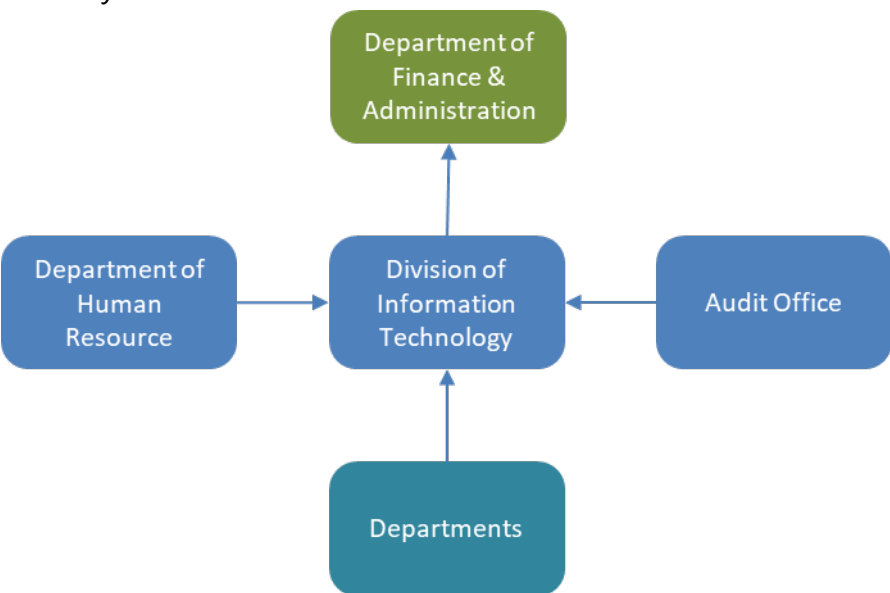 Department of
Finance &
Administration
Department of
Human
Resource
Division of
Information
Technology
Audit Office
Departments